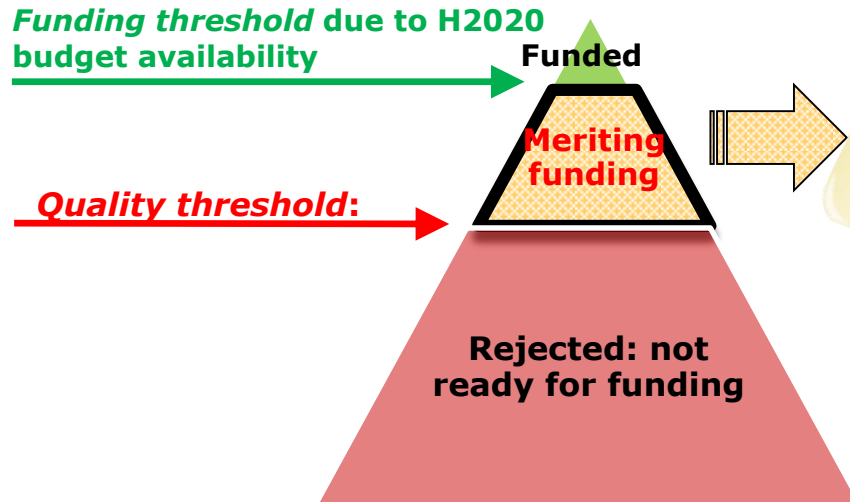 Funding threshold due to H2020
budget availability
Funded
Meriting
funding
Quality threshold:
Rejected: not
ready for funding